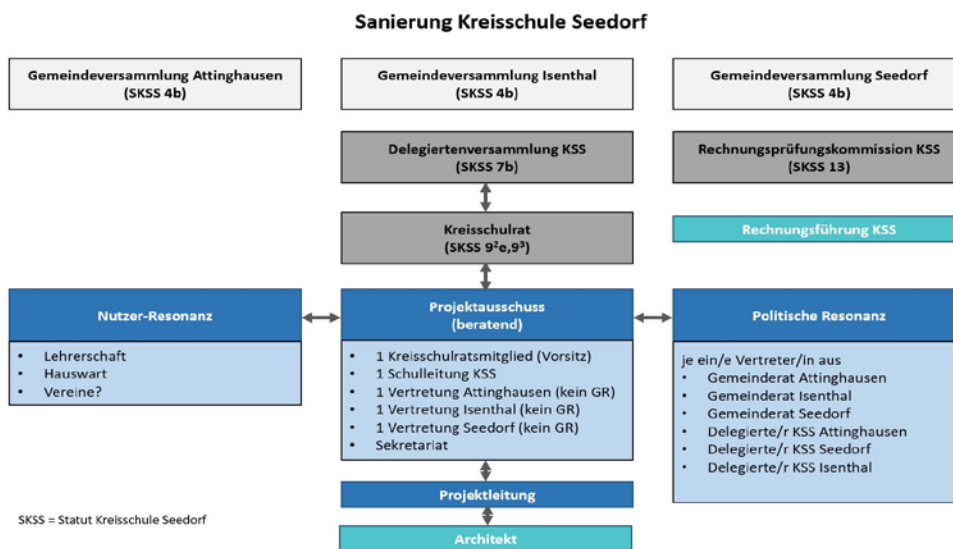 Sanierung Kreisschule Seedorf
Gemeindeversammlung Attinghausen
(SKSS 4b)
Gemeindeversammlung Isenthal
(SKSS 4b)
Gemeindeversammlung Seedorf
(SKSS 4b)
Delegiertenversammlung KSS
(SKSS 7b)
Rechnungsprüfungskommission KSS
(SKSS 13)
Kreisschulrat
(SKSS 9²e,9³)
Rechnungsführung KSS
Nutzer-Resonanz
• Lehrerschaft
• Hauswart
• Vereine?
Projektausschuss
(beratend)
• 1 Kreisschulratsmitglied (Vorsitz)
• 1 Schulleitung KSS
• 1 Vertretung Attinghausen (kein GR)
• 1 Vertretung Isenthal (kein GR)
• 1 Vertretung Seedorf (kein GR)
• Sekretariat
Politische Resonanz
je ein/e Vertreter/in aus
• Gemeinderat Attinghausen
• Gemeinderat Isenthal
• Gemeinderat Seedorf
• Delegierte/r KSS Attinghausen
• Delegierte/r KSS Seedorf
• Delegierte/r KSS Isenthal
Projektleitung
Architekt
SKSS = Statut Kreisschule Seedorf